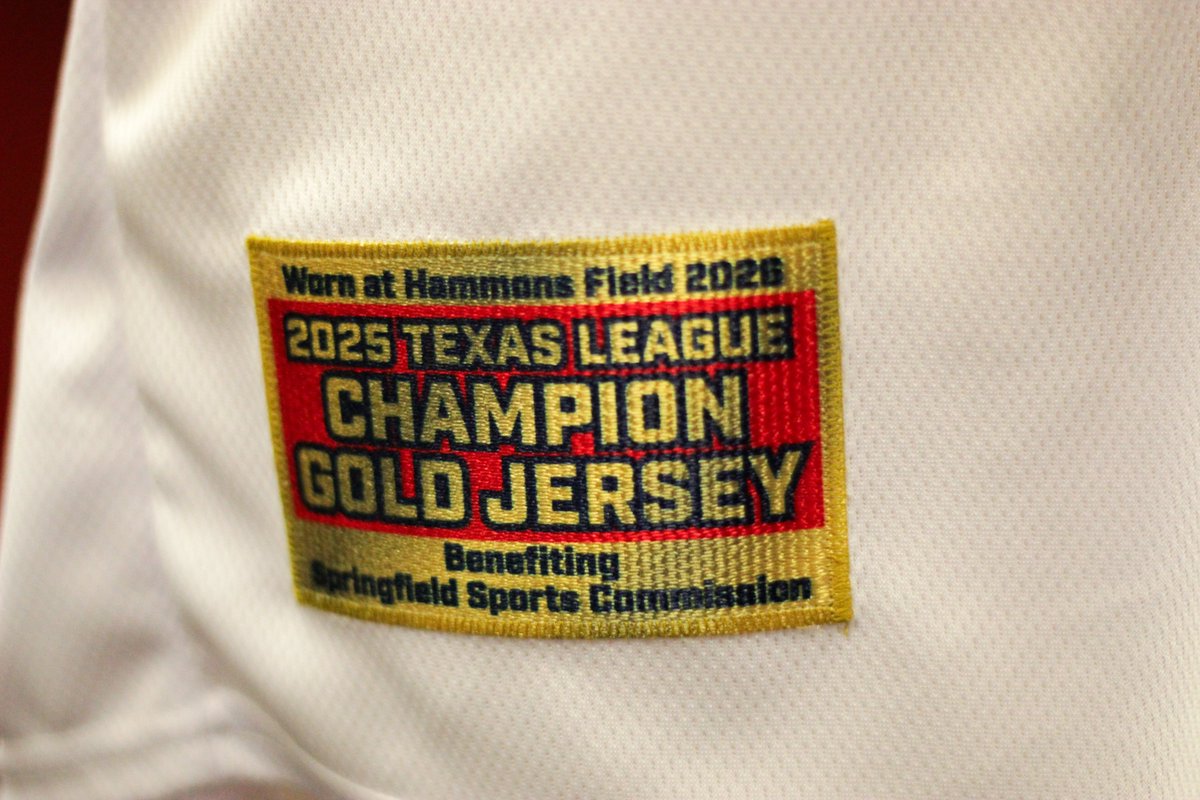 Worn at Hammons Field 2026
2025 TEXAS LEAGUE
CHAMPION
GOLD JERSEY
Benefiting
Springfield Sports Commission